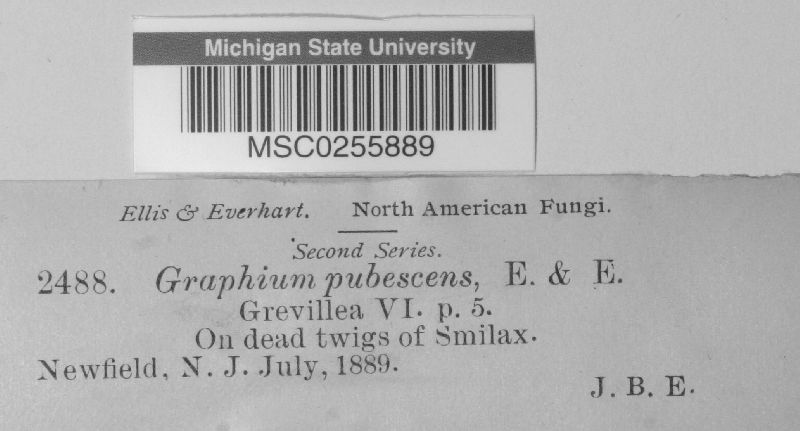 Michigan State University
MSC0255889
Ellis & Everhart. North American Fungi.
Second Series.
2488. Graphium pubescens, E. & E.
Grevillea VI. p. 5.
On dead twigs of Smilax.
Newfield, N. J. July, 1889.
J. B. E.